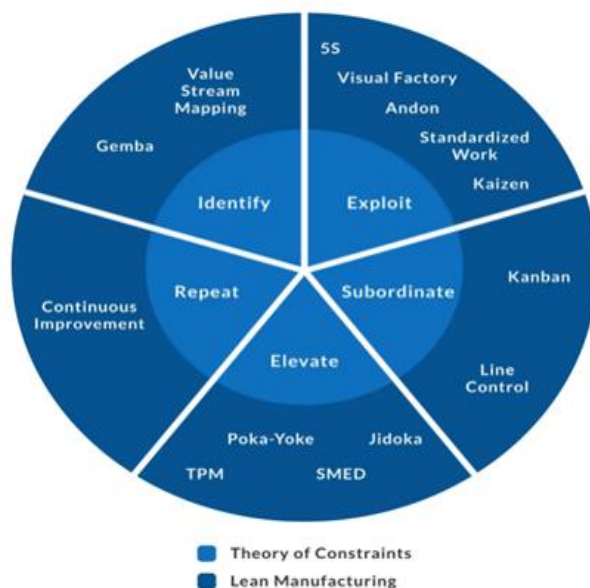 5S
Visual Factory
Andon
Standardized
Work
Kaizen
Value
Stream
Mapping
Gemba
Identify
Exploit
Repeat
Subordinate
Elevate
Kanban
Line
Control
Continuous
Improvement
Poka-Yoke
Jidoka
TPM
SMED
Theory of Constraints
Lean Manufacturing